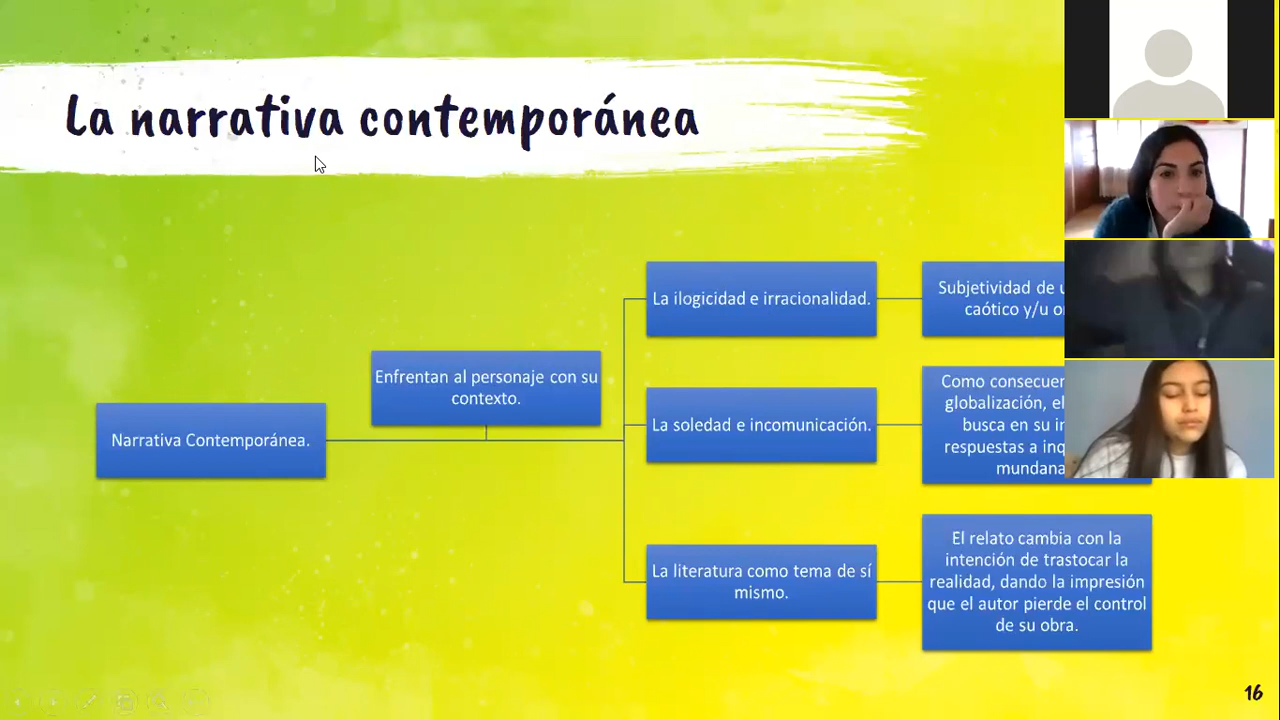 La narrativa contemporánea
Narrativa Contemporánea.
Enfrentan al personaje con su
contexto.
La ilogicidad e irracionalidad.
Subjetividad de
caótico y/u
La soledad e incomunicación.
Como
globalización, el
busca en su
respuestas a
La literatura como tema de sí
mismo.
El relato cambia con la
intención de trastocar la
realidad, dando la impresión
que el autor pierde el control
de su obra.
16